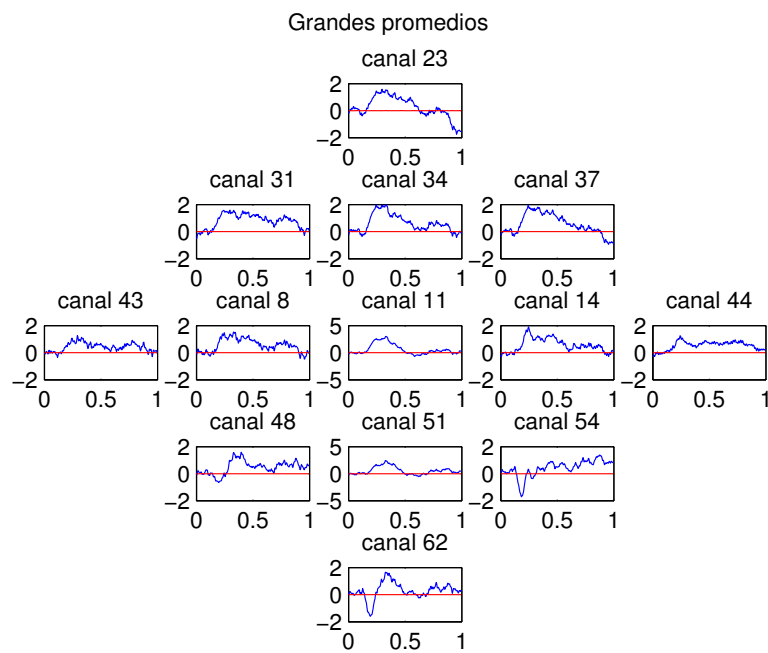 Grandes promedios
canal 23
2
0
−2
0 0.5 1
canal 31 canal 34 canal 37
2 2 2
0 0 0
−2 −2 −2
0 0.5 1 0 0.5 1 0 0.5 1
canal 43 canal 8 canal 11 canal 14 canal 44
2 2 5 2 2
0 0 0 0 0
−2 −2 −5 −2 −2
0 0.5 1 0 0.5 1 0 0.5 1 0 0.5 1 0 0.5 1
canal 48 canal 51 canal 54
2 5 2
0 0 0
−2 −5 −2
0 0.5 1 0 0.5 1 0 0.5 1
canal 62
2
0
−2
0 0.5 1